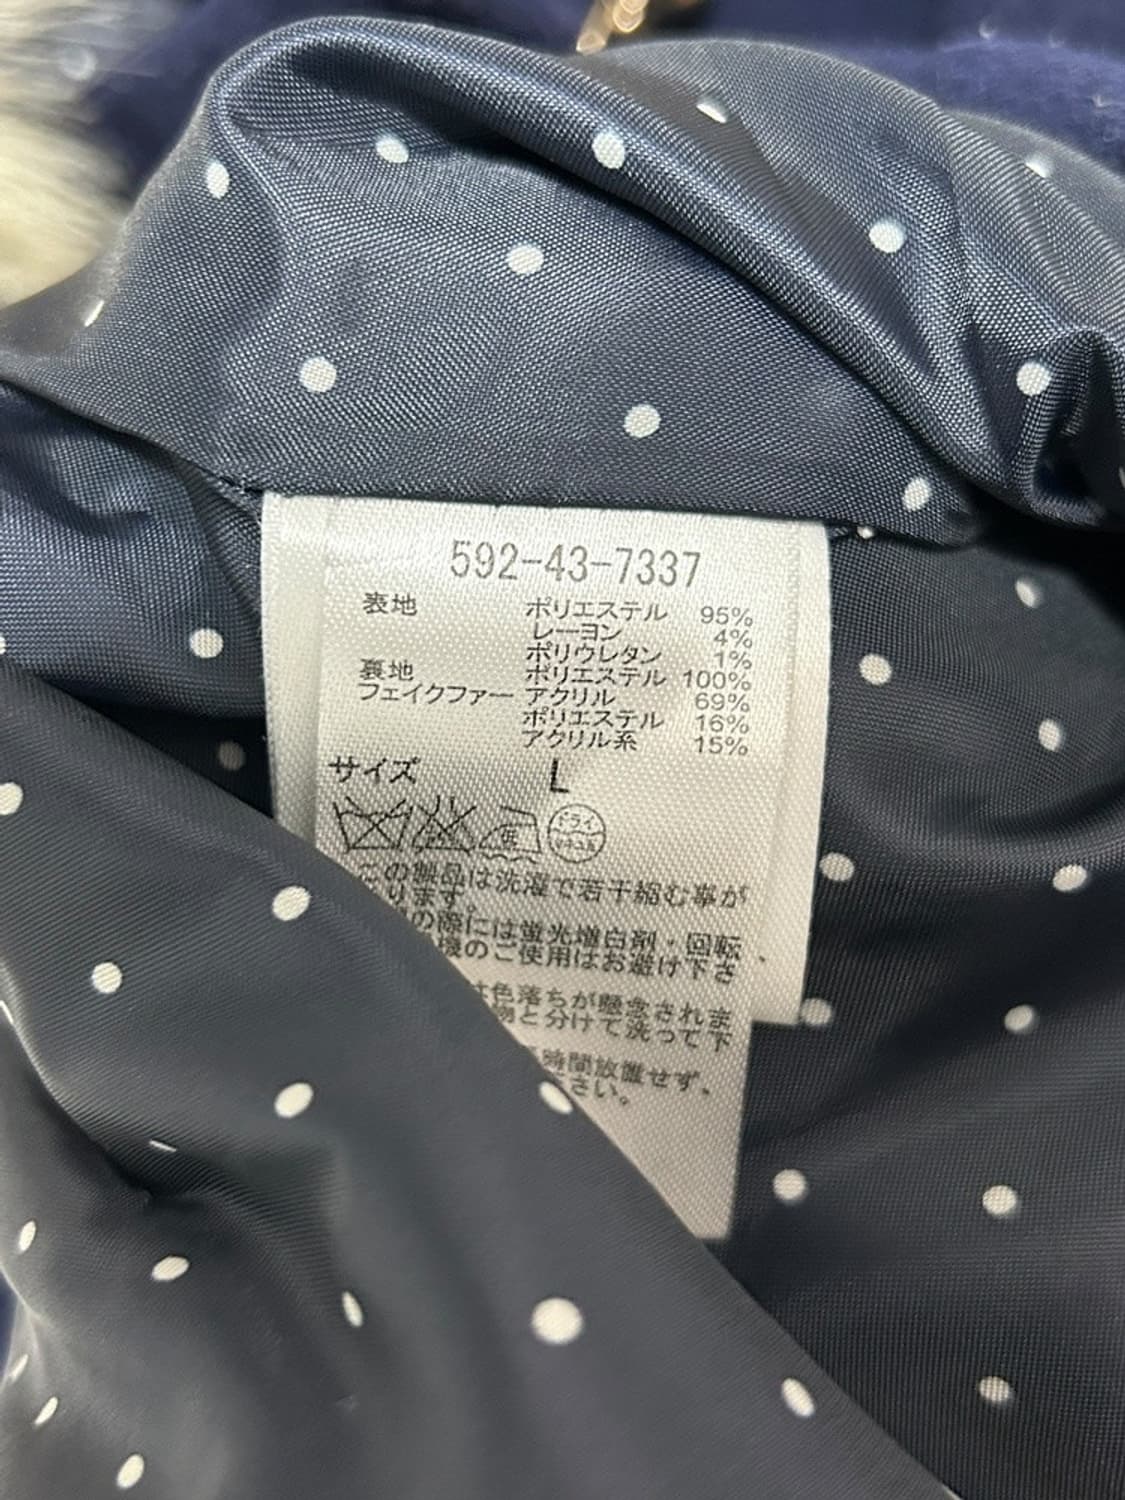 592-43-7337
表地 ポリエステル 95%
レーヨン 4%
ポリウレタン 1%
裏地 ポリエステル 100%
フェイクファー アクリル 69%
ポリエステル 16%
アクリル系 15%
サイズ L
ドライ
この製品は洗濯で若干縮む事が
ります。
の際には蛍光増白剤・回転
機のご使用はお避け下さ
は色落ちが懸念されま
物と分けて洗って下
時間放置せず、
さい。